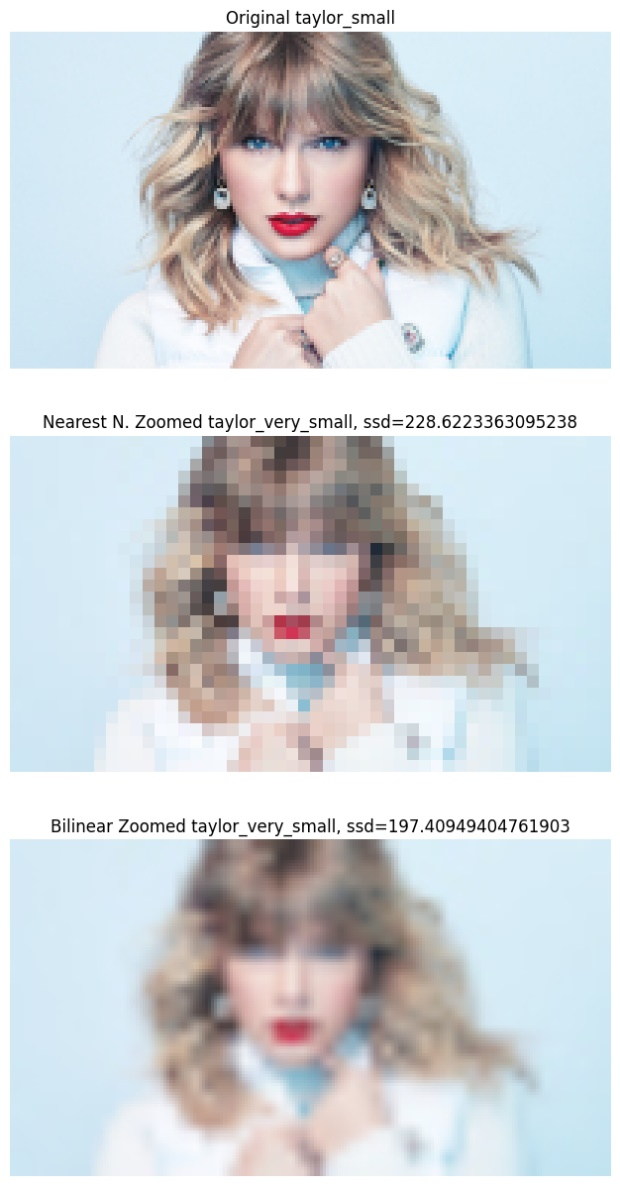 Original taylor_small
Nearest N. Zoomed taylor_very_small, ssd=228.6223363095238
Bilinear Zoomed taylor_very_small, ssd=197.40949404761903